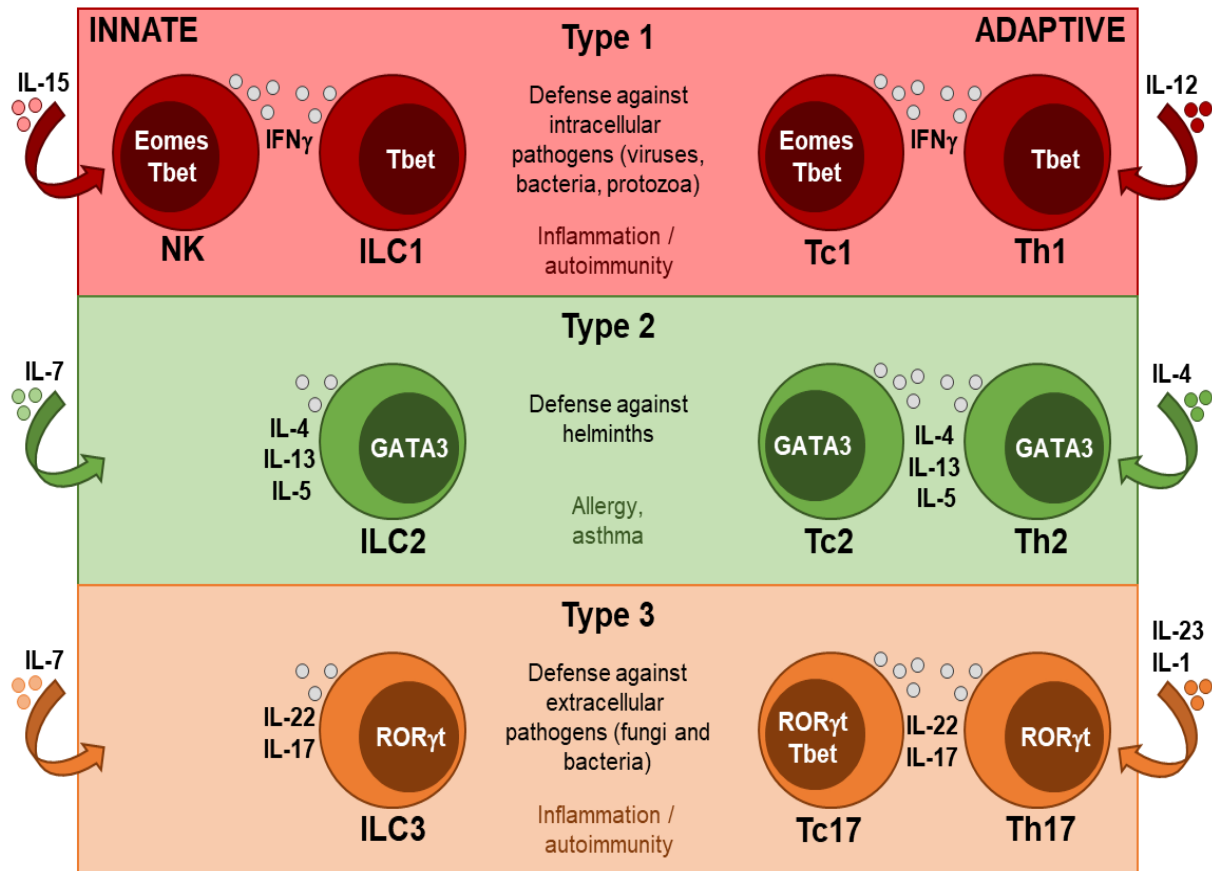 INNATE
Type 1
ADAPTIVE
IL-15
IL-12
Eomes
Tbet
NK
IFNγ
Tbet
ILC1
Defense against
intracellular
pathogens (viruses,
bacteria, protozoa)
Inflammation /
autoimmunity
Eomes
Tbet
Tc1
IFNγ
Tbet
Th1
Type 2
IL-7
IL-4
IL-4
IL-13
IL-5
GATA3
ILC2
Defense against
helminths
Allergy,
asthma
GATA3
Tc2
IL-4
IL-13
IL-5
GATA3
Th2
Type 3
IL-7
IL-23
IL-1
IL-22
IL-17
RORγt
ILC3
Defense against
extracellular
pathogens (fungi and
bacteria)
Inflammation /
autoimmunity
RORγt
Tbet
Tc17
IL-22
IL-17
RORγt
Th17